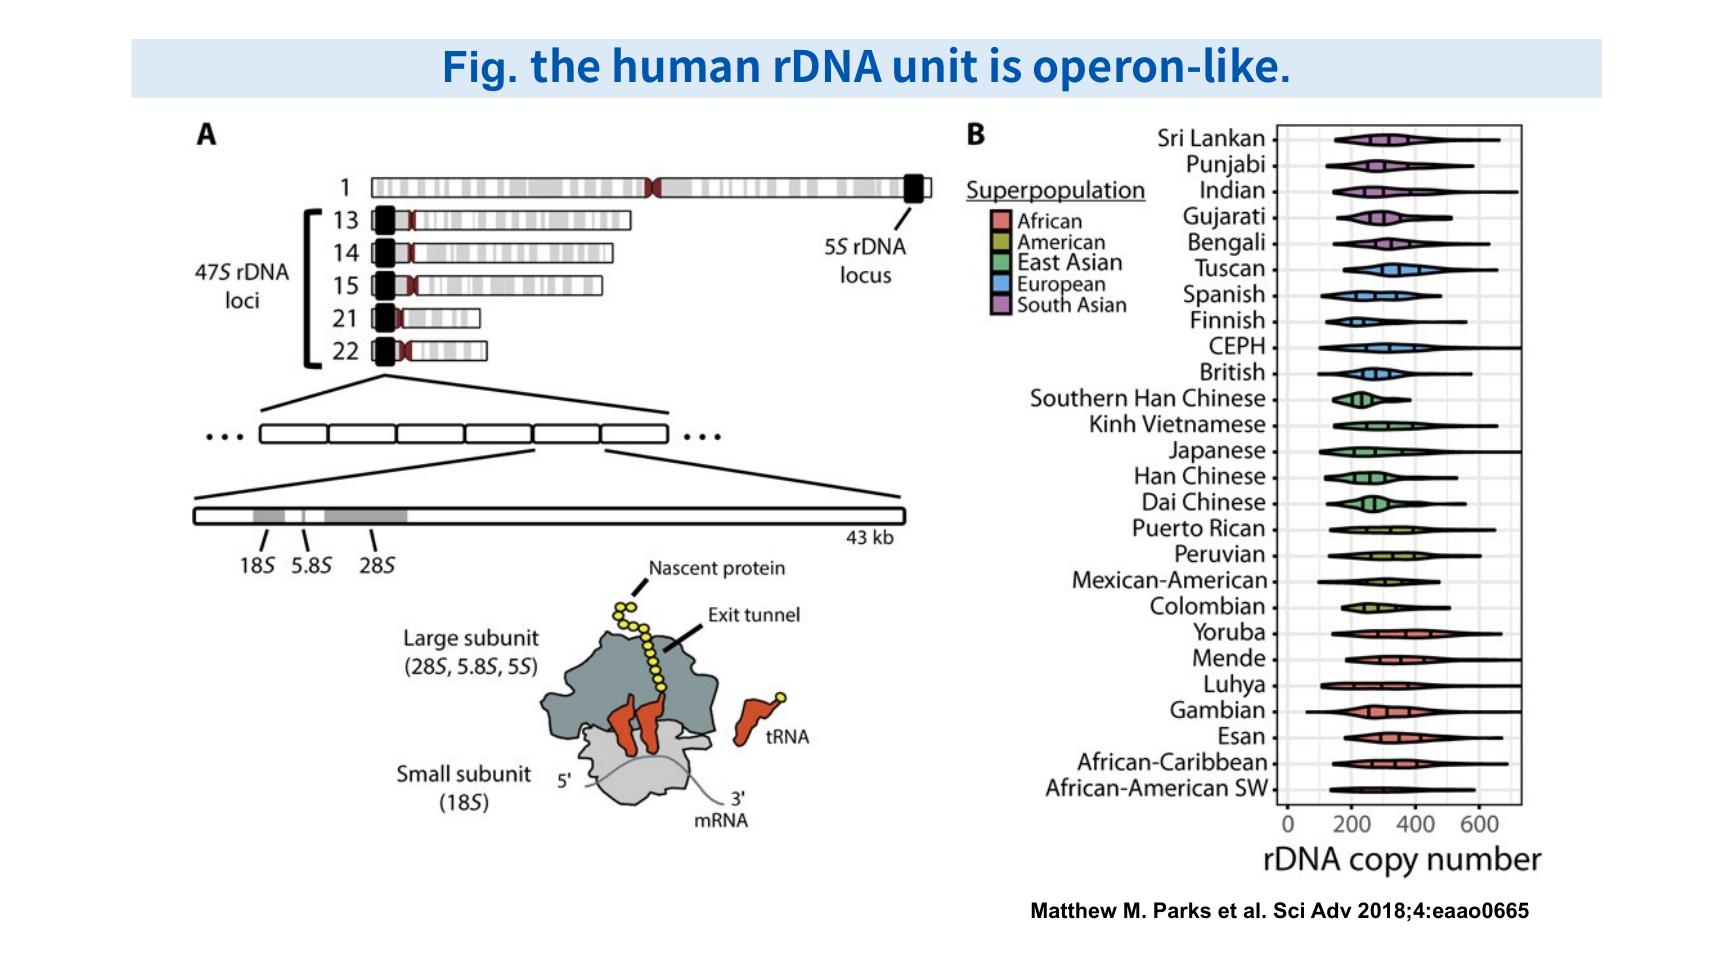 Fig. the human rDNA unit is operon-like.
A
1
13
14
15
21
22
47S rDNA
loci
5S rDNA
locus
• • •
• • •
43 kb
18S 5.8S 28S
Nascent protein
Exit tunnel
Large subunit
(28S, 5.8S, 5S)
tRNA
Small subunit
(18S)
5'
3'
mRNA
B
Superpopulation
African
American
East Asian
European
South Asian
Sri Lankan
Punjabi
Indian
Gujarati
Bengali
Tuscan
Spanish
Finnish
CEPH
British
Southern Han Chinese
Kinh Vietnamese
Japanese
Han Chinese
Dai Chinese
Puerto Rican
Peruvian
Mexican-American
Colombian
Yoruba
Mende
Luhya
Gambian
Esan
African-Caribbean
African-American SW
0 200 400 600
rDNA copy number
Matthew M. Parks et al. Sci Adv 2018;4:eaao0665